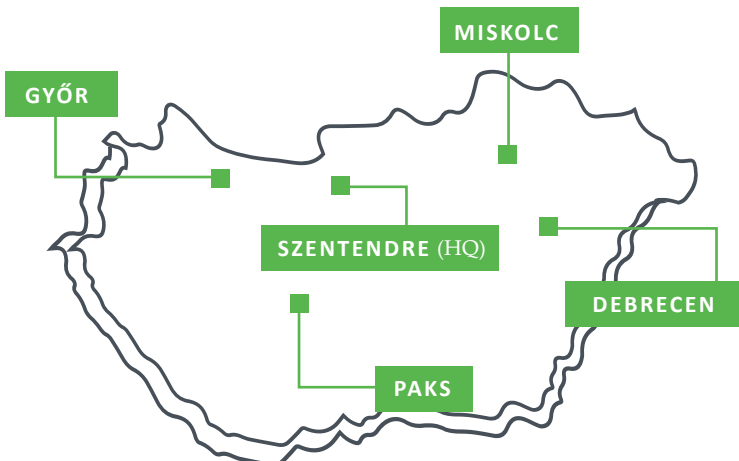 MISKOLC
GYŐR
SZENTENDRE (HQ)
DEBRECEN
PAKS